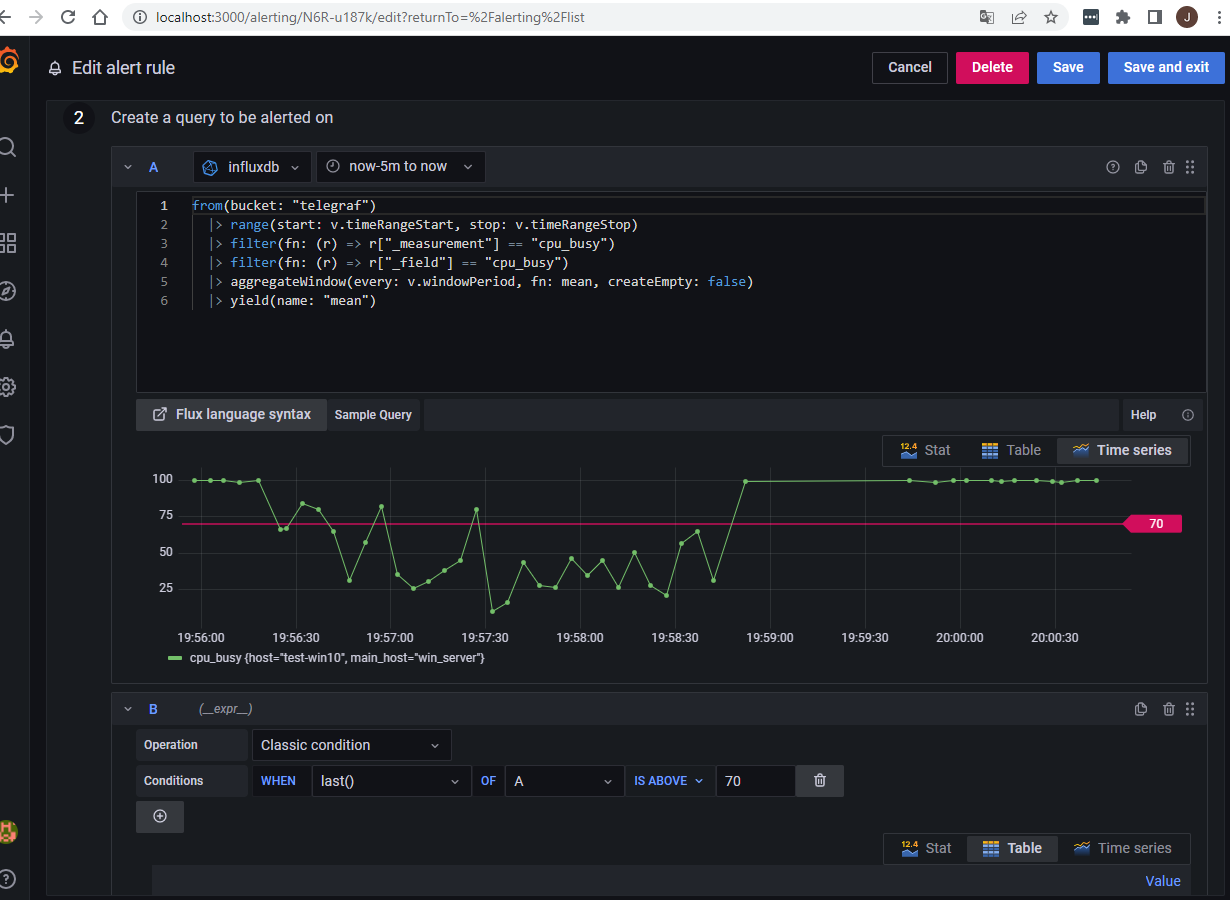 localhost:3000/alerting/N6R-u187k/edit?returnTo=%2Falerting%2Flist
J
Edit alert rule
Cancel
Delete
Save
Save and exit
2
Create a query to be alerted on
A
influxdb
now-5m to now
1 from(bucket: "telegraf")
2 |> range(start: v.timeRangeStart, stop: v.timeRangeStop)
3 |> filter(fn: (r) => r["_measurement"] == "cpu_busy")
4 |> filter(fn: (r) => r["_field"] == "cpu_busy")
5 |> aggregateWindow(every: v.windowPeriod, fn: mean, createEmpty: false)
6 |> yield(name: "mean")
Flux language syntax
Sample Query
Help
12.4 Stat
Table
Time series
100
75
70
50
25
19:56:00 19:56:30 19:57:00 19:57:30 19:58:00 19:58:30 19:59:00 19:59:30 20:00:00 20:00:30
cpu_busy {host="test-win10", main_host="win_server"}
B
(__expr__)
Operation
Classic condition
Conditions
WHEN
last()
OF
A
IS ABOVE
70
12.4 Stat
Table
Time series
Value